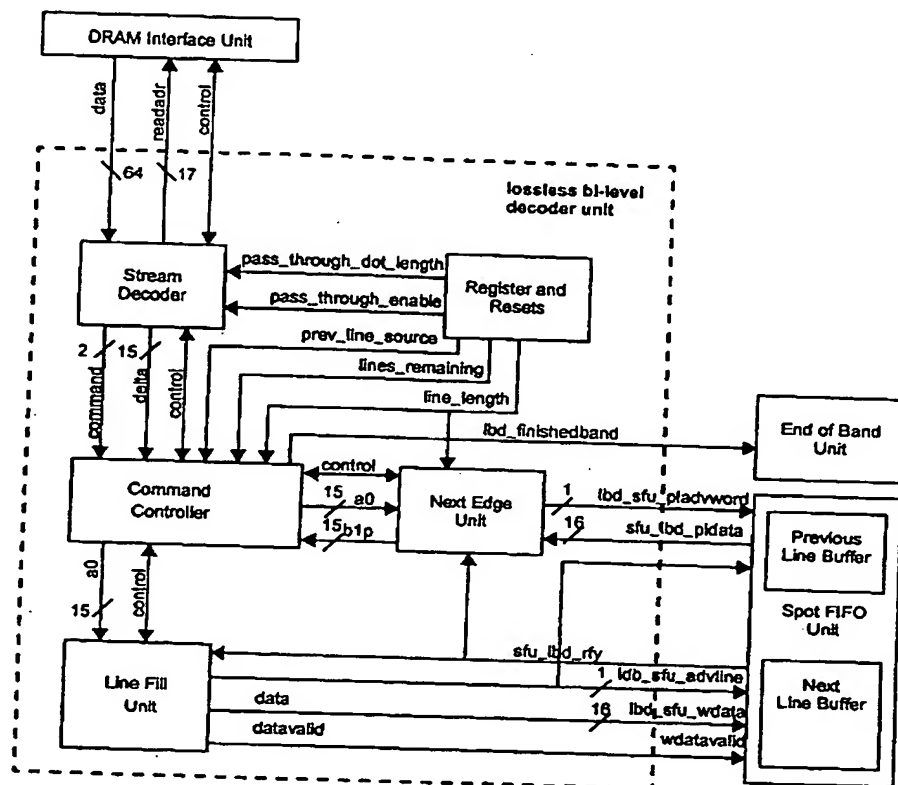 DRAM Interface Unit
data
readadr
control
64
17
lossless bi-level
decoder unit
Stream
Decoder
pass_through_dot_length
pass_through_enable
Register and
Resets
prev_line_source
lines_remaining
line_length
2
15
command
delta
control
lbd_finishedband
End of Band
Unit
Command
Controller
control
15
a0
15
b1p
Next Edge
Unit
1
lbd_sfu_pladvword
16
sfu_lbd_pldata
Previous
Line Buffer
Spot FIFO
Unit
a0
15
control
sfu_lbd_rfy
Line Fill
Unit
1
ldb_sfu_advline
data
16
lbd_sfu_wdata
datavalid
wdatavalid
Next
Line Buffer